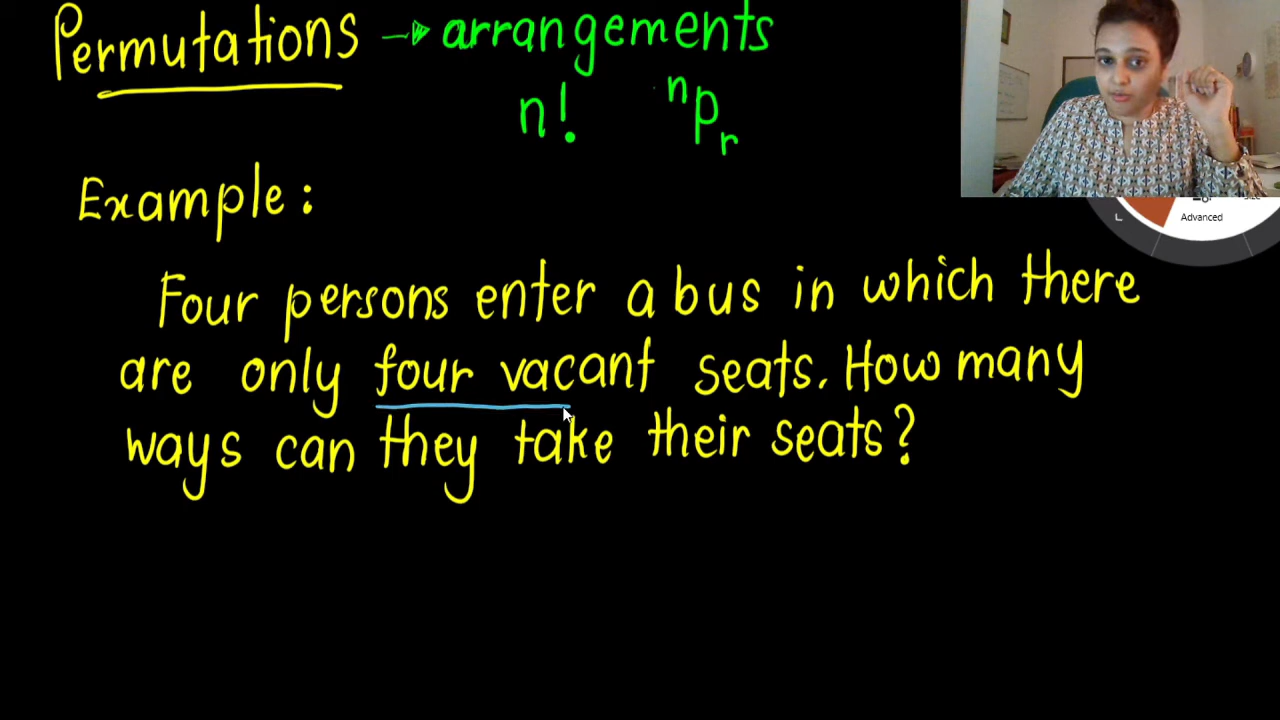 Permutations → arrangements
n! ⁿPᵣ
Example:
Four persons enter a bus in which there
are only four vacant seats. How many
ways can they take their seats?
Advanced